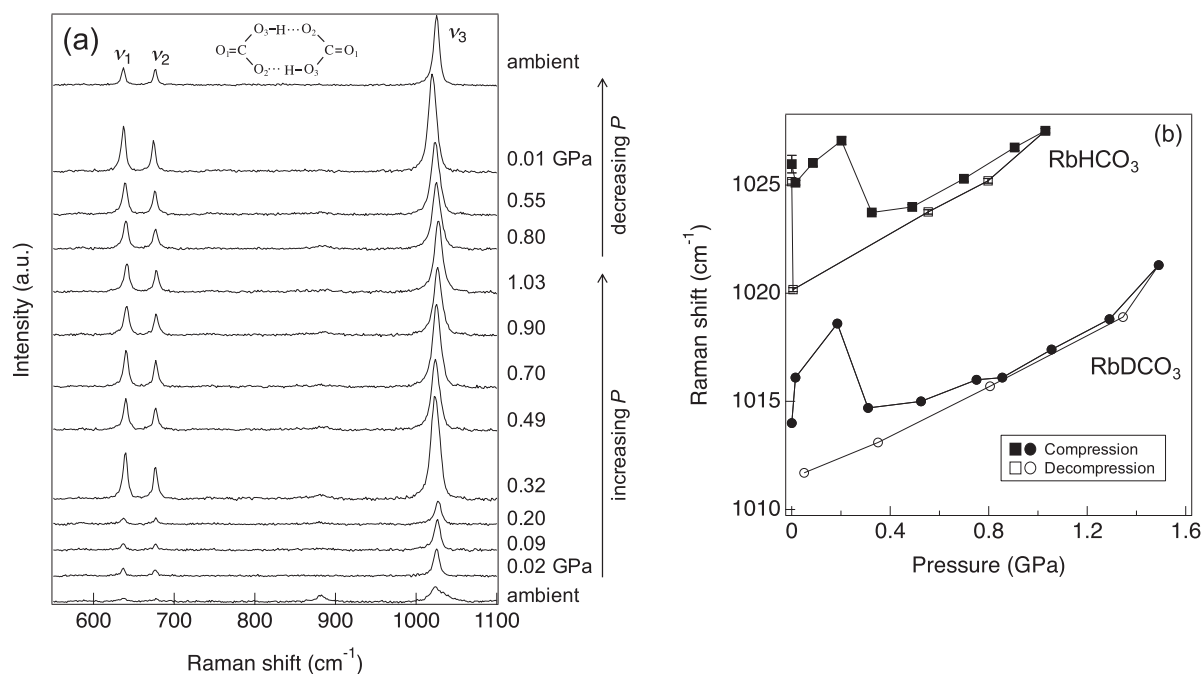 (a)
ν1
ν2
ν3
O3–H···O2
O1=C
C=O1
O2··· H–O3
ambient
0.01 GPa
0.55
0.80
1.03
0.90
0.70
0.49
0.32
0.20
0.09
0.02 GPa
ambient
decreasing P
increasing P
Intensity (a.u.)
600 700 800 900 1000 1100
Raman shift (cm-1)
(b)
RbHCO3
RbDCO3
Compression
Decompression
Raman shift (cm-1)
1025
1020
1015
1010
0 0.4 0.8 1.2 1.6
Pressure (GPa)